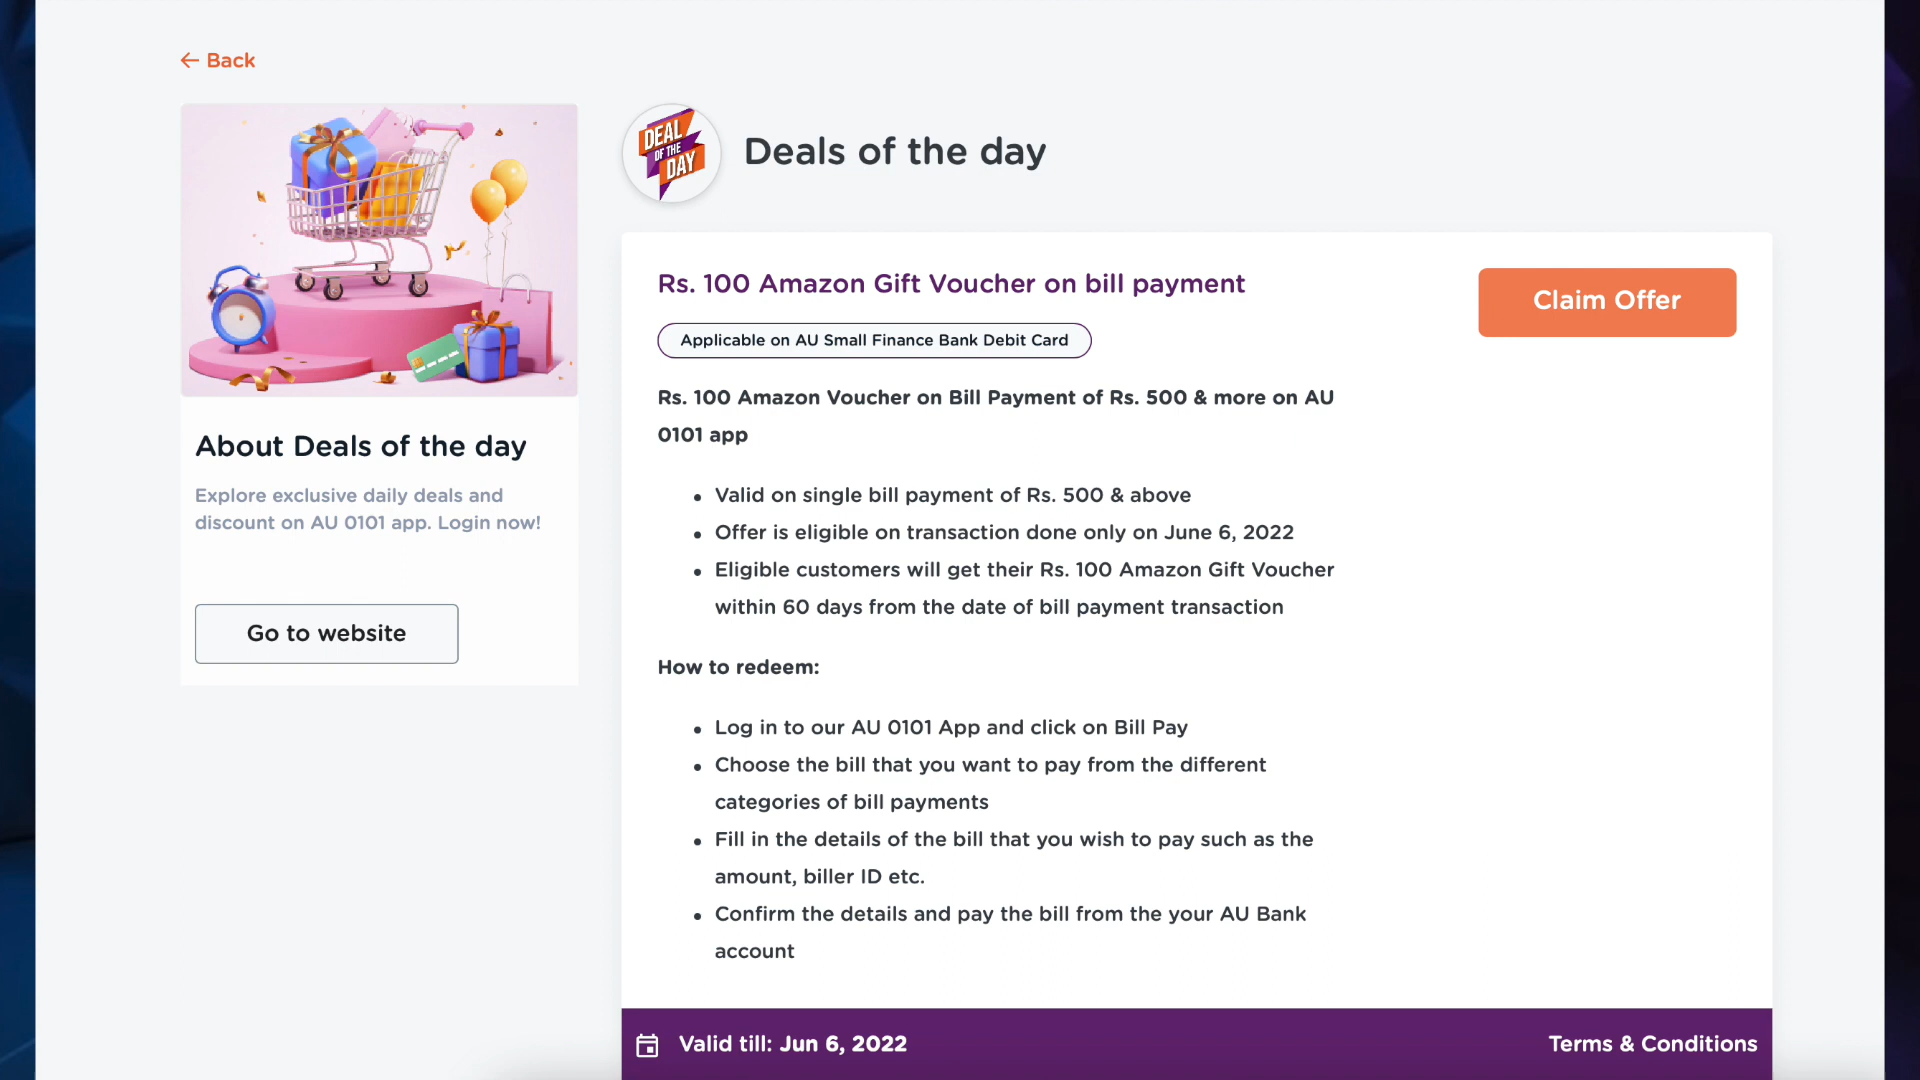 Back
DEAL
OF THE
DAY
Deals of the day
Rs. 100 Amazon Gift Voucher on bill payment
Claim Offer
Applicable on AU Small Finance Bank Debit Card
Rs. 100 Amazon Voucher on Bill Payment of Rs. 500 & more on AU
0101 app
Valid on single bill payment of Rs. 500 & above
Offer is eligible on transaction done only on June 6, 2022
Eligible customers will get their Rs. 100 Amazon Gift Voucher
within 60 days from the date of bill payment transaction
How to redeem:
Log in to our AU 0101 App and click on Bill Pay
Choose the bill that you want to pay from the different
categories of bill payments
Fill in the details of the bill that you wish to pay such as the
amount, biller ID etc.
Confirm the details and pay the bill from the your AU Bank
account
Valid till: Jun 6, 2022
Terms & Conditions
About Deals of the day
Explore exclusive daily deals and
discount on AU 0101 app. Login now!
Go to website